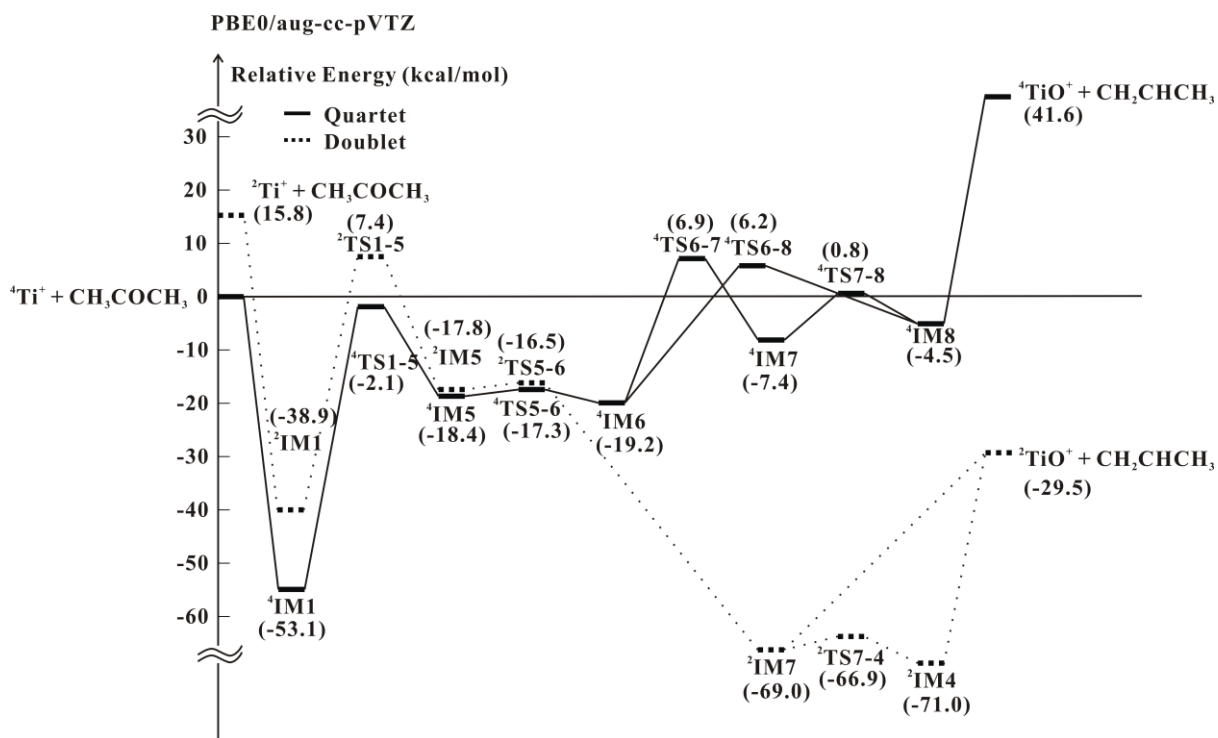 PBE0/aug-cc-pVTZ
Relative Energy (kcal/mol)
Quartet
Doublet
30
20
10
0
-10
-20
-30
-40
-50
-60
⁴Ti⁺ + CH₃COCH₃
²Ti⁺ + CH₃COCH₃
(15.8)
(-38.9)
²IM1
⁴IM1
(-53.1)
(7.4)
²TS1-5
⁴TS1-5
(-2.1)
(-17.8)
²IM5
⁴IM5
(-18.4)
(-16.5)
²TS5-6
⁴TS5-6
(-17.3)
⁴IM6
(-19.2)
(6.9)
⁴TS6-7
(6.2)
⁴TS6-8
⁴IM7
(-7.4)
(0.8)
⁴TS7-8
⁴IM8
(-4.5)
⁴TiO⁺ + CH₂CHCH₃
(41.6)
²TiO⁺ + CH₂CHCH₃
(-29.5)
²IM7
(-69.0)
²TS7-4
(-66.9)
²IM4
(-71.0)